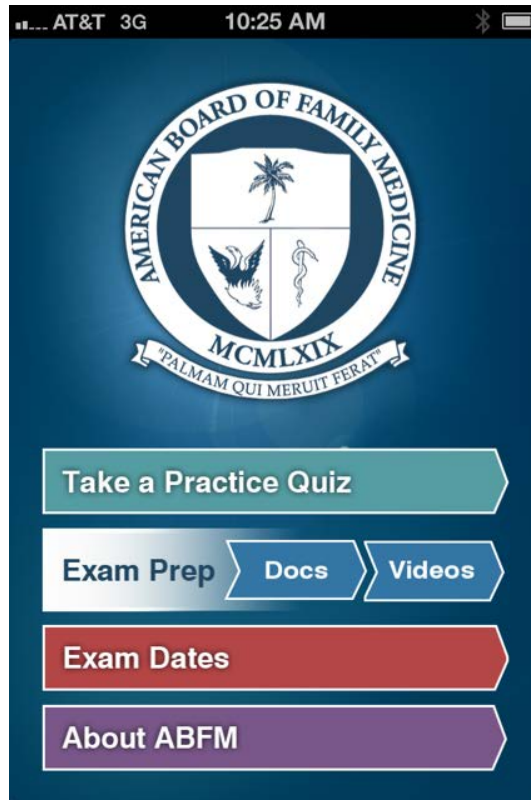 AT&T 3G 10:25 AM
AMERICAN BOARD OF FAMILY MEDICINE
MCMLXIX
"PALMAM QUI MERUIT FERAT"
Take a Practice Quiz
Exam Prep Docs Videos
Exam Dates
About ABFM